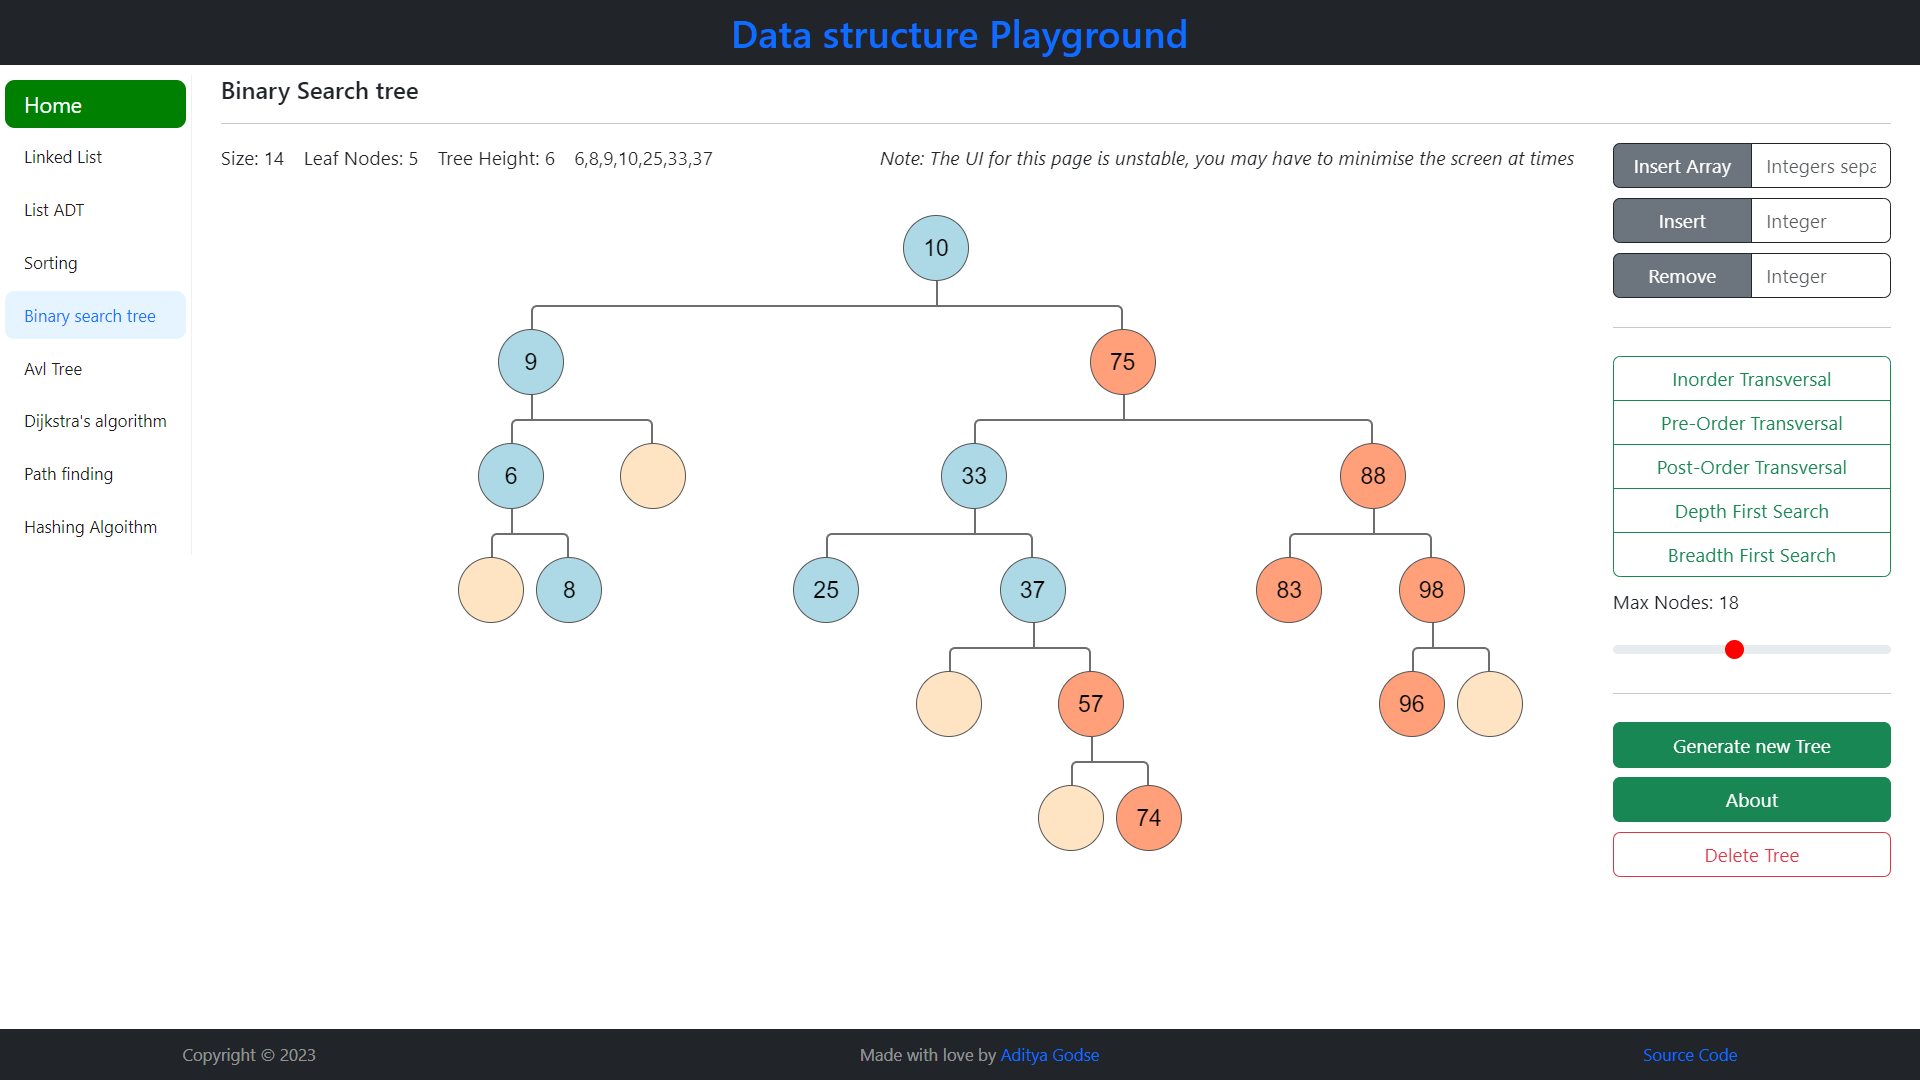 Data structure Playground
Home
Linked List
List ADT
Sorting
Binary search tree
Avl Tree
Dijkstra's algorithm
Path finding
Hashing Algoithm
Binary Search tree
Size: 14 Leaf Nodes: 5 Tree Height: 6 6,8,9,10,25,33,37
Note: The UI for this page is unstable, you may have to minimise the screen at times
10
9 75
6 33 88
8 25 37 83 98
57 96
74
Insert Array Integers sepa
Insert Integer
Remove Integer
Inorder Transversal
Pre-Order Transversal
Post-Order Transversal
Depth First Search
Breadth First Search
Max Nodes: 18
Generate new Tree
About
Delete Tree
Copyright © 2023
Made with love by Aditya Godse
Source Code